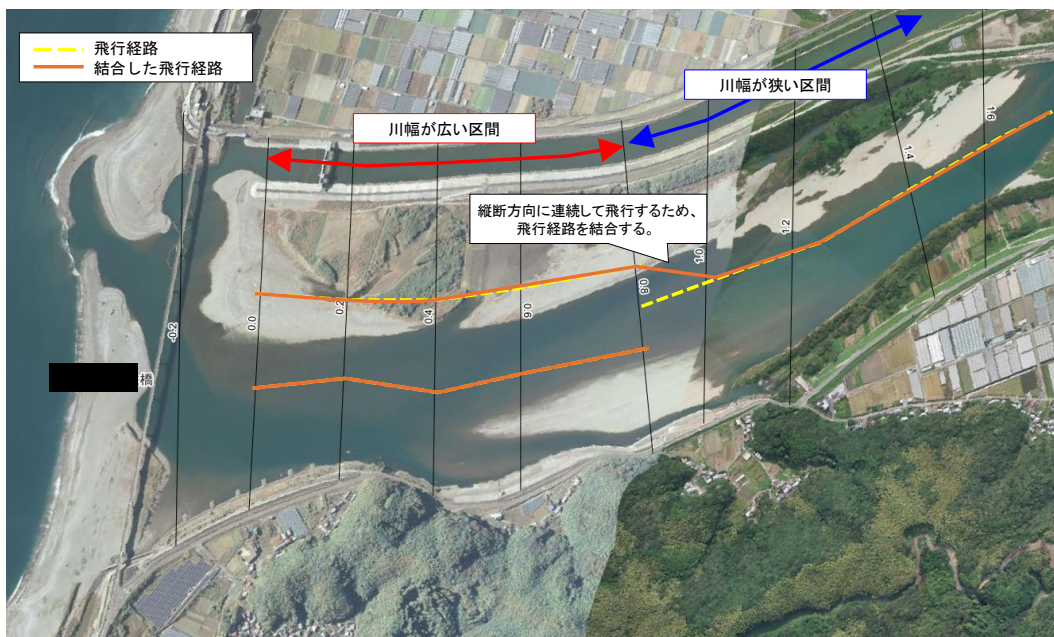 飛行経路
結合した飛行経路
川幅が広い区間
川幅が狭い区間
縦断方向に連続して飛行するため、
飛行経路を結合する。
-0.2
0.0
0.2
0.4
0.6
0.8
1.0
1.2
1.4
1.6
橋